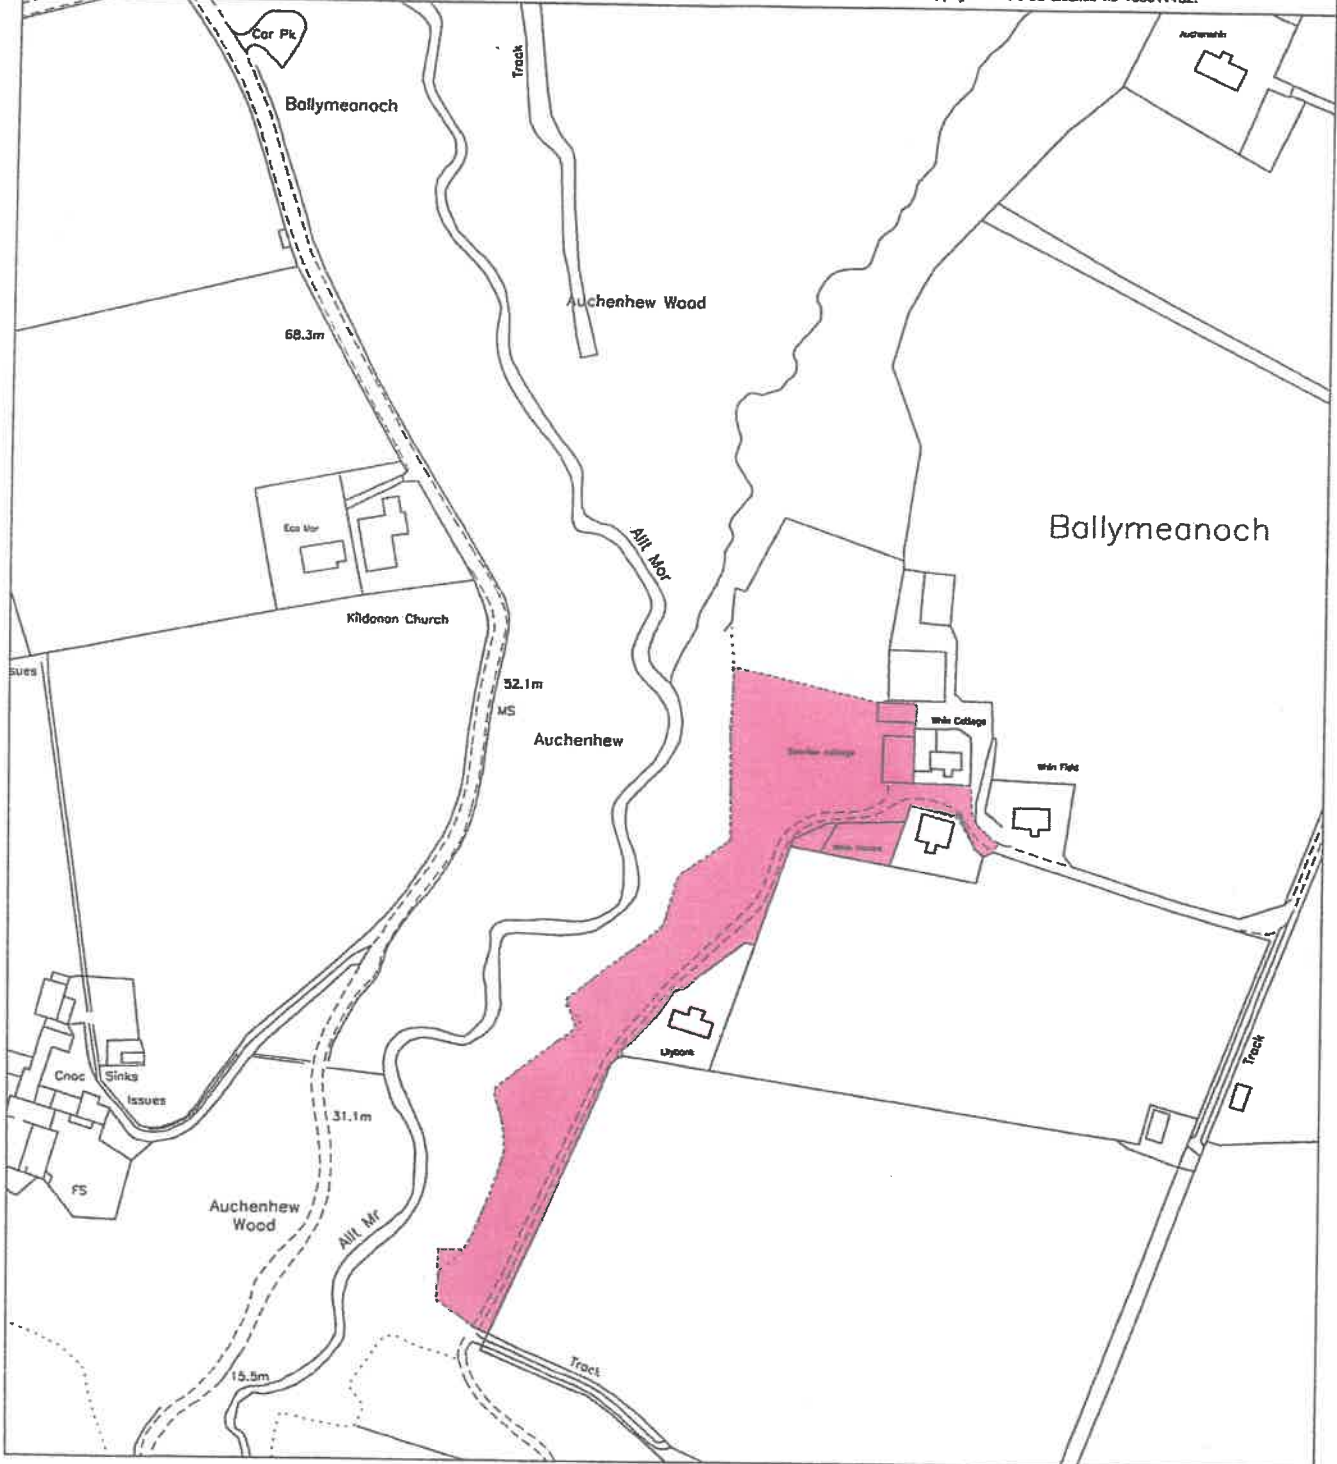 Car Pk
Track
Ballymeanoch
68.3m
Auchenhew Wood
Ballymeanoch
Allt Mor
Kildonan Church
52.1m
MS
Auchenhew
Whin Cottage
Whin Field
Track
Cnoc
Sinks
Issues
31.1m
FS
Auchenhew
Wood
Allt Mr
15.5m
Track